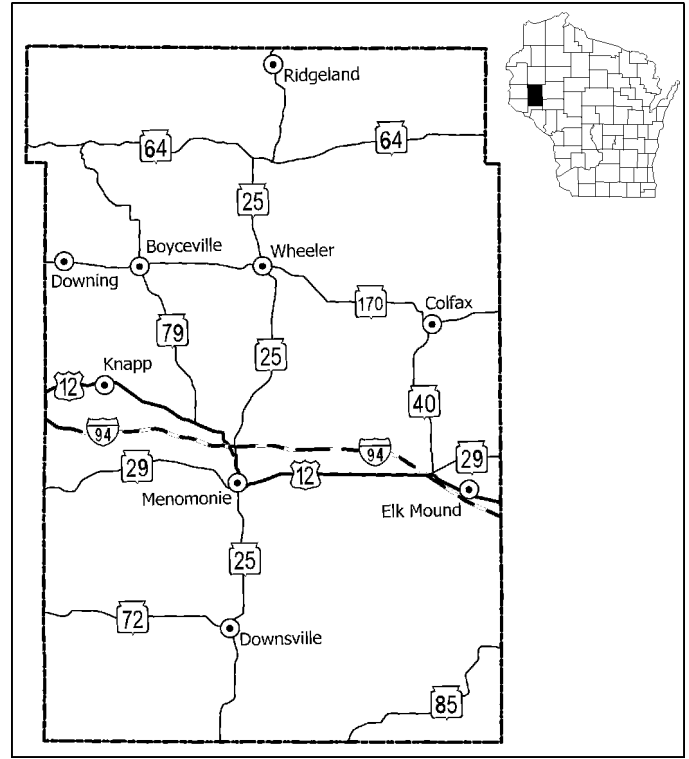 Ridgeland
64
64
25
Boyceville
Wheeler
Downing
170
Colfax
79
25
Knapp
12
40
94
94
29
29
12
Menomonie
Elk Mound
25
72
Downsville
85